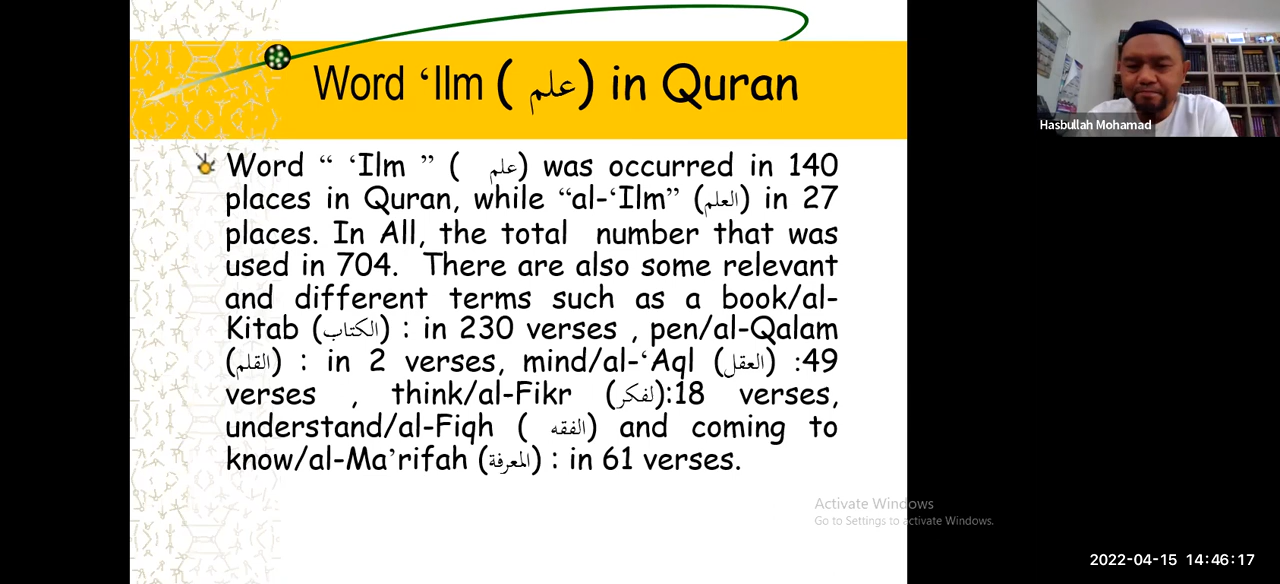 Word ‘Ilm ( علم ) in Quran
Word “ ‘Ilm ” ( علم ) was occurred in 140
places in Quran, while “al-‘Ilm” (العلم) in 27
places. In All, the total number that was
used in 704. There are also some relevant
and different terms such as a book/al-
Kitab (الكتاب) : in 230 verses , pen/al-Qalam
(القلم) : in 2 verses, mind/al-‘Aql (العقل) :49
verses , think/al-Fikr (لفكر):18 verses,
understand/al-Fiqh ( الفقه) and coming to
know/al-Ma’rifah (المعرفة) : in 61 verses.
Hasbullah Mohamad
Activate Windows
Go to Settings to activate Windows.
2022-04-15 14:46:17